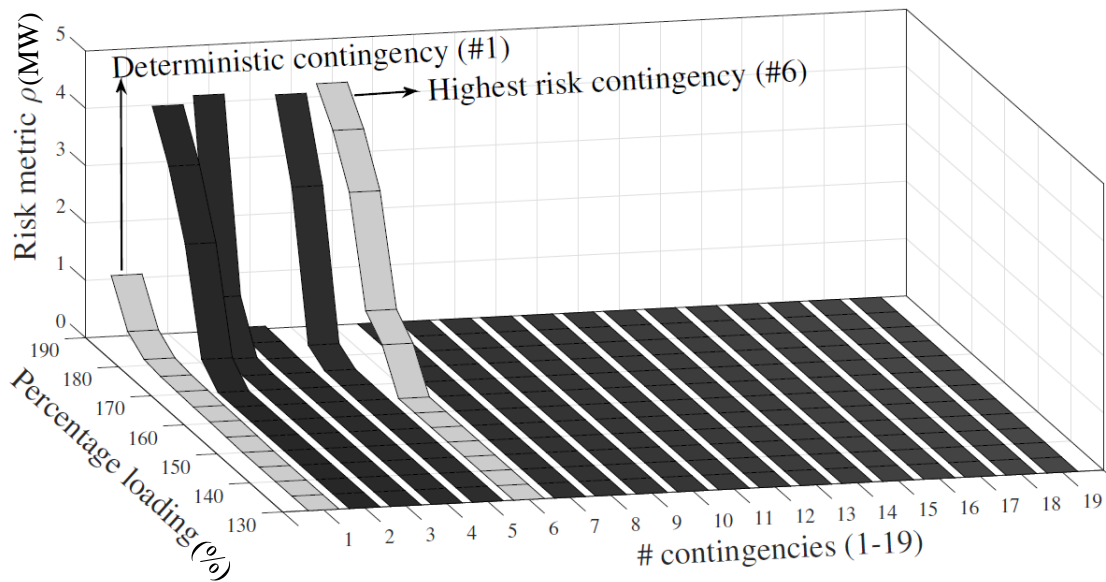 Deterministic contingency (#1)
Highest risk contingency (#6)
Risk metric ρ(MW)
5
4
3
2
1
0
190
180
170
160
150
140
130
Percentage loading (%)
1 2 3 4 5 6 7 8 9 10 11 12 13 14 15 16 17 18 19
# contingencies (1-19)